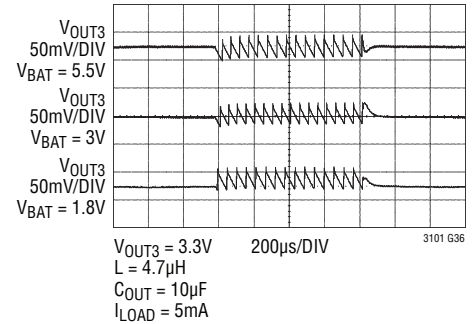 VOUT3
50mV/DIV
VBAT = 5.5V
VOUT3
50mV/DIV
VBAT = 3V
VOUT3
50mV/DIV
VBAT = 1.8V
VOUT3 = 3.3V 200µs/DIV 3101 G36
L = 4.7µH
COUT = 10µF
ILOAD = 5mA